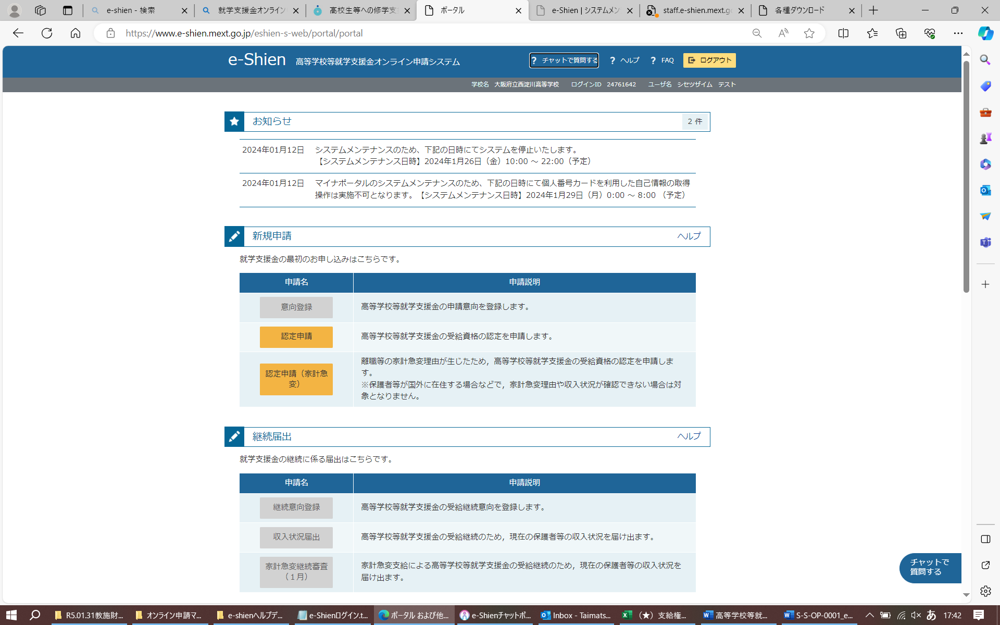 e-shien - 検索
就学支援金オンライン
高校生等への修学支
ポータル
e-Shien | システムメン
staff.e-shien.mext.go
各種ダウンロード
https://www.e-shien.mext.go.jp/eshien-s-web/portal/portal
e-Shien 高等学校等就学支援金オンライン申請システム
? チャットで質問する ? ヘルプ ? FAQ ログアウト
学校名 大阪府立西淀川高等学校 ログインID 24761642 ユーザ名 シセツザイム テスト
お知らせ 2 件
2024年01月12日 システムメンテナンスのため、下記の日時にてシステムを停止いたします。
【システムメンテナンス日時】2024年1月26日（金）10:00 ～ 22:00（予定）
2024年01月12日 マイナポータルのシステムメンテナンスのため、下記の日時にて個人番号カードを利用した自己情報の取得
操作は実施不可となります。【システムメンテナンス日時】2024年1月29日（月）0:00 ～ 8:00 （予定）
新規申請 ヘルプ
就学支援金の最初のお申し込みはこちらです。
申請名 申請説明
意向登録 高等学校等就学支援金の申請意向を登録します。
認定申請 高等学校等就学支援金の受給資格の認定を申請します。
認定申請（家計急
変）
離職等の家計急変理由が生じたため，高等学校等就学支援金の受給資格の認定を申請しま
す。
※保護者等が国外に在住する場合などで，家計急変理由や収入状況が確認できない場合は対
象となりません。
継続届出 ヘルプ
就学支援金の継続に係る届出はこちらです。
申請名 申請説明
継続意向登録 高等学校等就学支援金の受給継続意向を登録します。
収入状況届出 高等学校等就学支援金の受給継続のため，現在の保護者等の収入状況を届け出ます。
家計急変継続審査
（１月）
家計急変支給による高等学校等就学支援金の受給継続のため，現在の保護者等の収入状況を
届け出ます。
チャットで
質問する
R5.01.31教施財...
オンライン申請マ...
e-shienヘルプデ...
e-Shienログイン.t...
ポータル および他...
e-Shienチャットボ...
Inbox - Taimats...
（★）支給権...
高等学校等就...
S-S-OP-0001_e...
あ
17:42